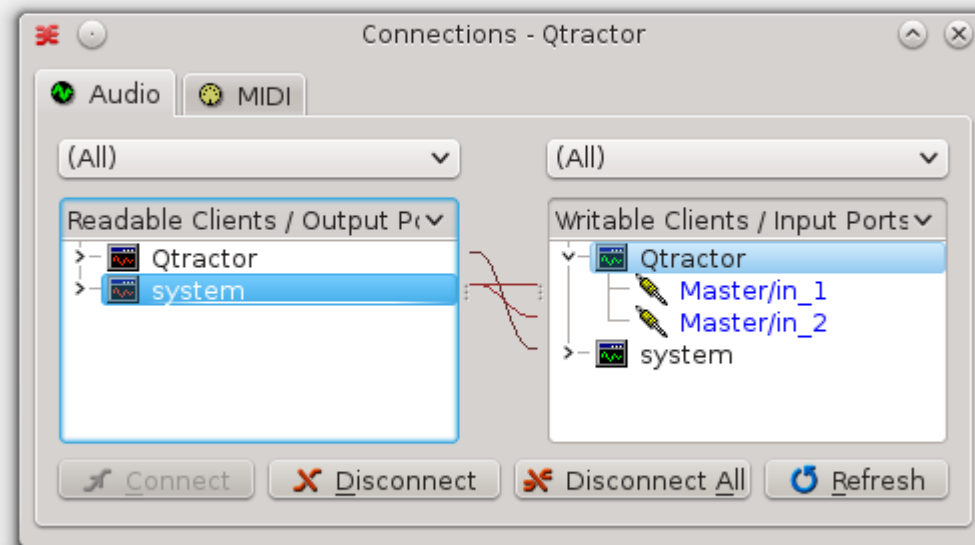 Connections - Qtractor
Audio
MIDI
(All)
(All)
Readable Clients / Output
Writable Clients / Input Ports
Qtractor
Qtractor
system
Master/in_1
Master/in_2
system
Connect
Disconnect
Disconnect All
Refresh